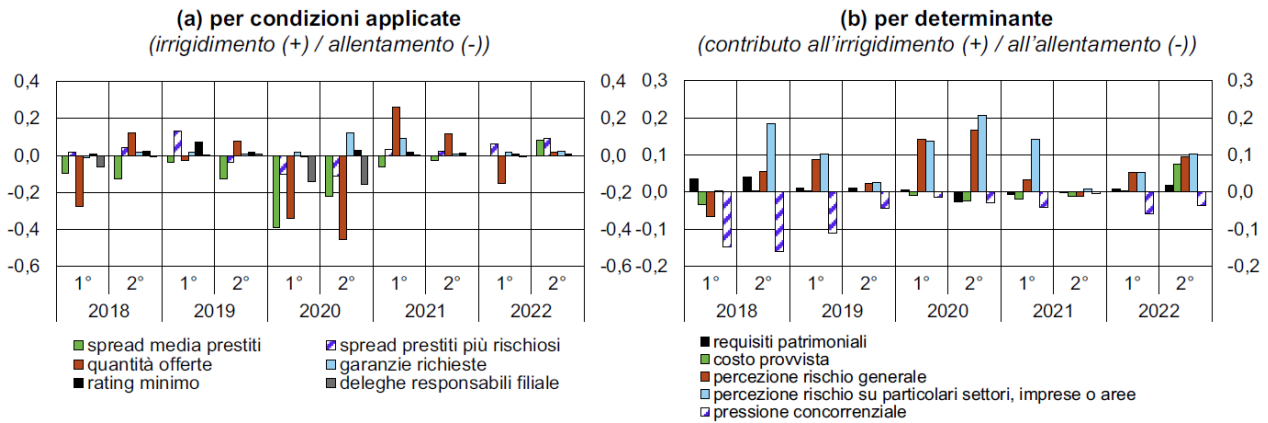 (a) per condizioni applicate
(irrigidimento (+) / allentamento (-))
0,4 0,4
0,2 0,2
0,0 0,0
-0,2 -0,2
-0,4 -0,4
-0,6 -0,6
1° 2° 1° 2° 1° 2° 1° 2° 1° 2°
2018 2019 2020 2021 2022
spread media prestiti spread prestiti più rischiosi
quantità offerte garanzie richieste
rating minimo deleghe responsabili filiale
(b) per determinante
(contributo all'irrigidimento (+) / all'allentamento (-))
0,3 0,3
0,2 0,2
0,1 0,1
0,0 0,0
-0,1 -0,1
-0,2 -0,2
1° 2° 1° 2° 1° 2° 1° 2° 1° 2°
2018 2019 2020 2021 2022
requisiti patrimoniali
costo provvista
percezione rischio generale
percezione rischio su particolari settori, imprese o aree
pressione concorrenziale